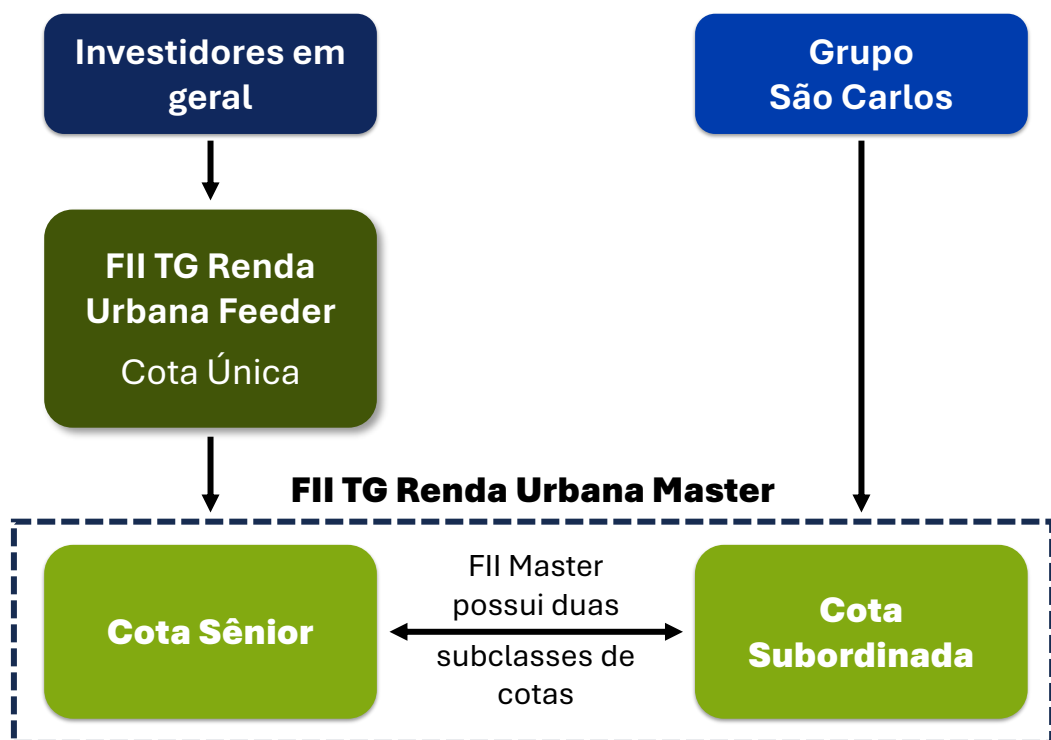 Investidores em
geral
Grupo
São Carlos
FII TG Renda
Urbana Feeder
Cota Única
FII TG Renda Urbana Master
Cota Sênior
FII Master
possui duas
subclasses de
cotas
Cota
Subordinada